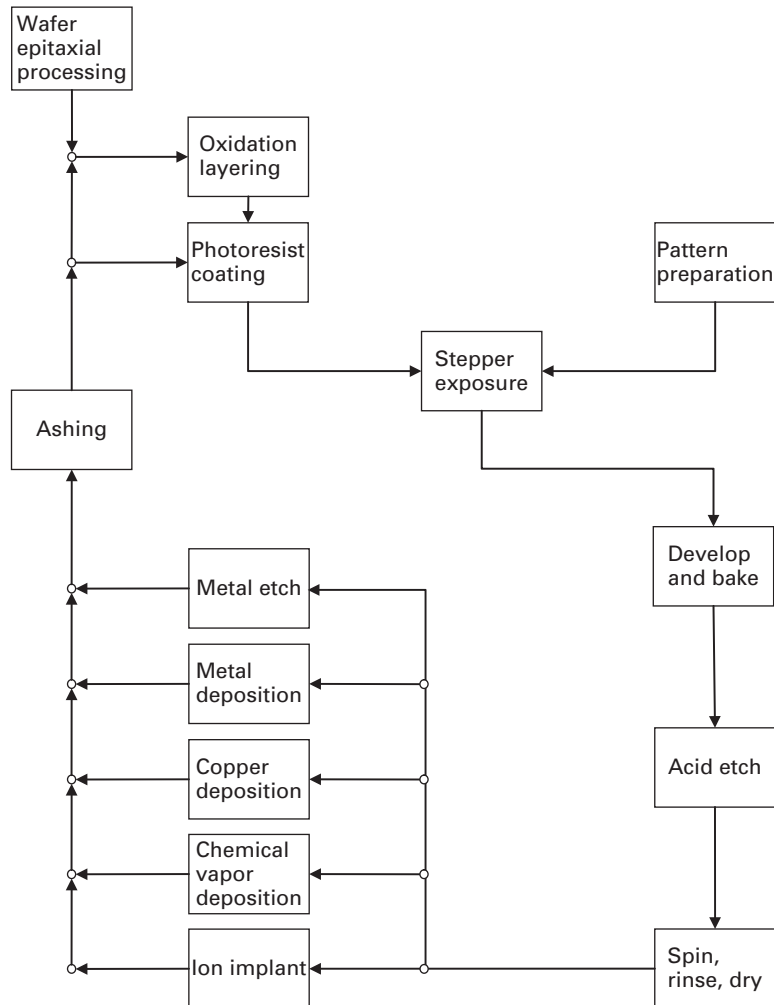 Wafer
epitaxial
processing
Oxidation
layering
Photoresist
coating
Pattern
preparation
Stepper
exposure
Ashing
Develop
and bake
Metal etch
Metal
deposition
Acid etch
Copper
deposition
Chemical
vapor
deposition
Ion implant
Spin,
rinse, dry